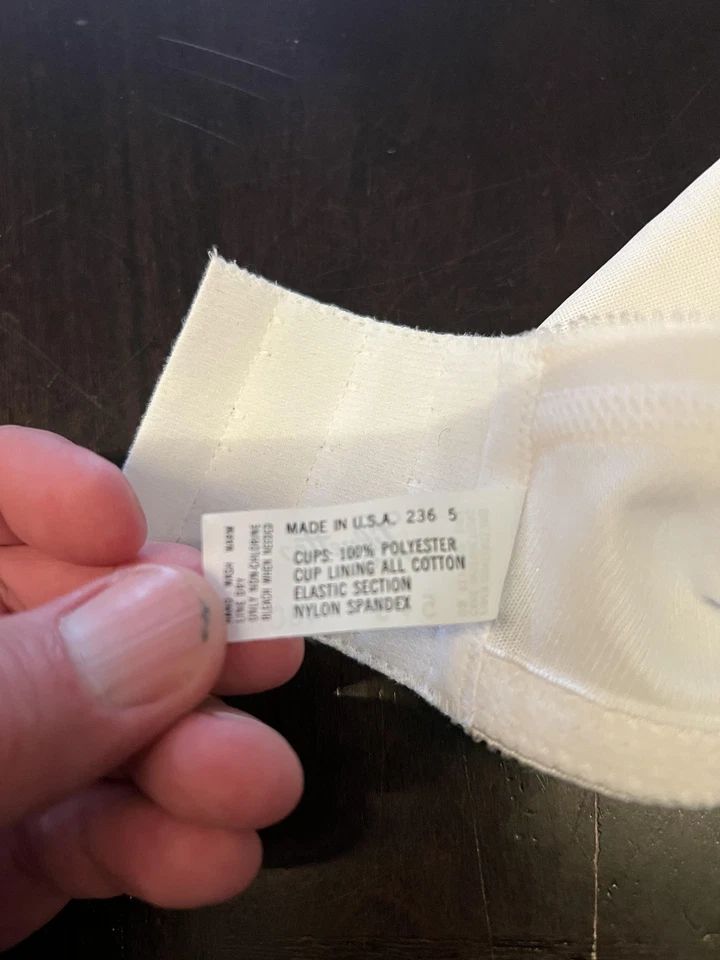 MADE IN U.S.A. 236 5
CUPS: 100% POLYESTER
CUP LINING ALL COTTON
ELASTIC SECTION
NYLON SPANDEX
HAND WASH WARM
LINE DRY
ONLY NON-CHLORINE
BLEACH WHEN NEEDED